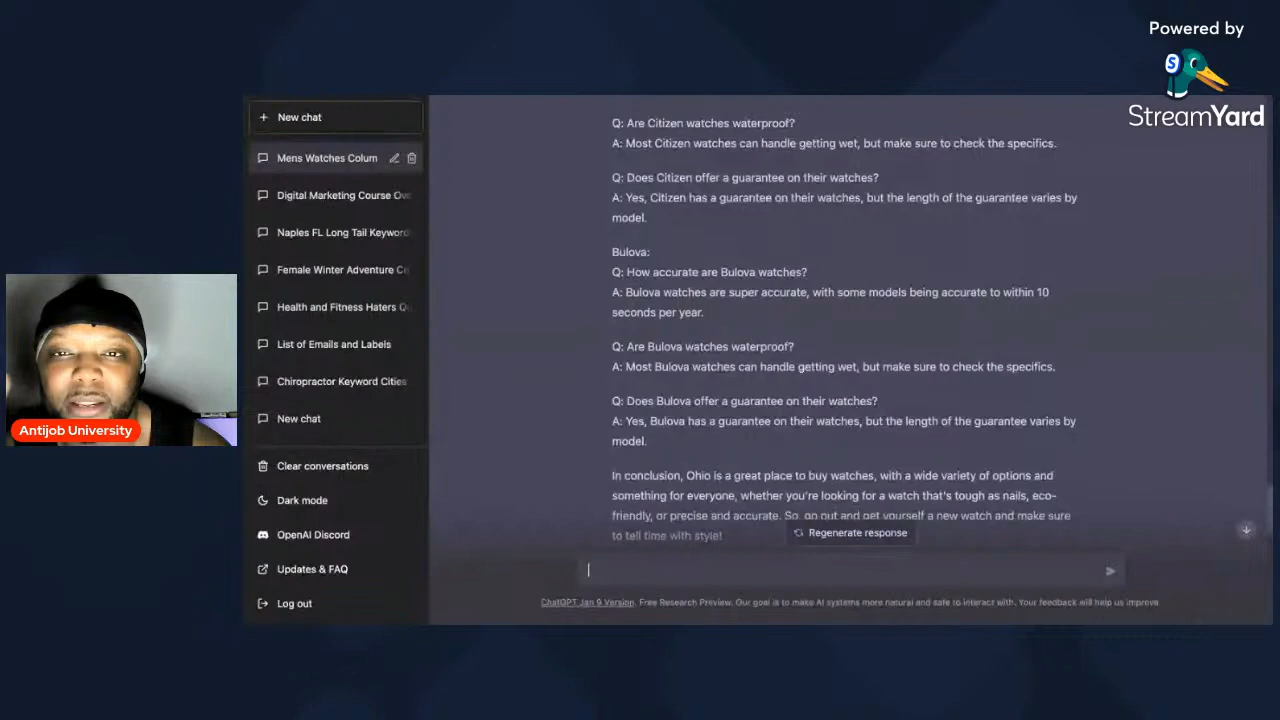 Powered by
S
StreamYard
Antijob University
New chat
Mens Watches Colum
Digital Marketing Course Ove
Naples FL Long Tail Keyword
Female Winter Adventure Ce
Health and Fitness Haters Qu
List of Emails and Labels
Chiropractor Keyword Cities
New chat
Clear conversations
Dark mode
OpenAI Discord
Updates & FAQ
Log out
Q: Are Citizen watches waterproof?
A: Most Citizen watches can handle getting wet, but make sure to check the specifics.
Q: Does Citizen offer a guarantee on their watches?
A: Yes, Citizen has a guarantee on their watches, but the length of the guarantee varies by
model.
Bulova:
Q: How accurate are Bulova watches?
A: Bulova watches are super accurate, with some models being accurate to within 10
seconds per year.
Q: Are Bulova watches waterproof?
A: Most Bulova watches can handle getting wet, but make sure to check the specifics.
Q: Does Bulova offer a guarantee on their watches?
A: Yes, Bulova has a guarantee on their watches, but the length of the guarantee varies by
model.
In conclusion, Ohio is a great place to buy watches, with a wide variety of options and
something for everyone, whether you're looking for a watch that's tough as nails, eco-
friendly, or precise and accurate. So, go out and get yourself a new watch and make sure
to tell time with style!
Regenerate response
ChatGPT Jan 9 Version. Free Research Preview. Our goal is to make AI systems more natural and safe to interact with. Your feedback will help us improve